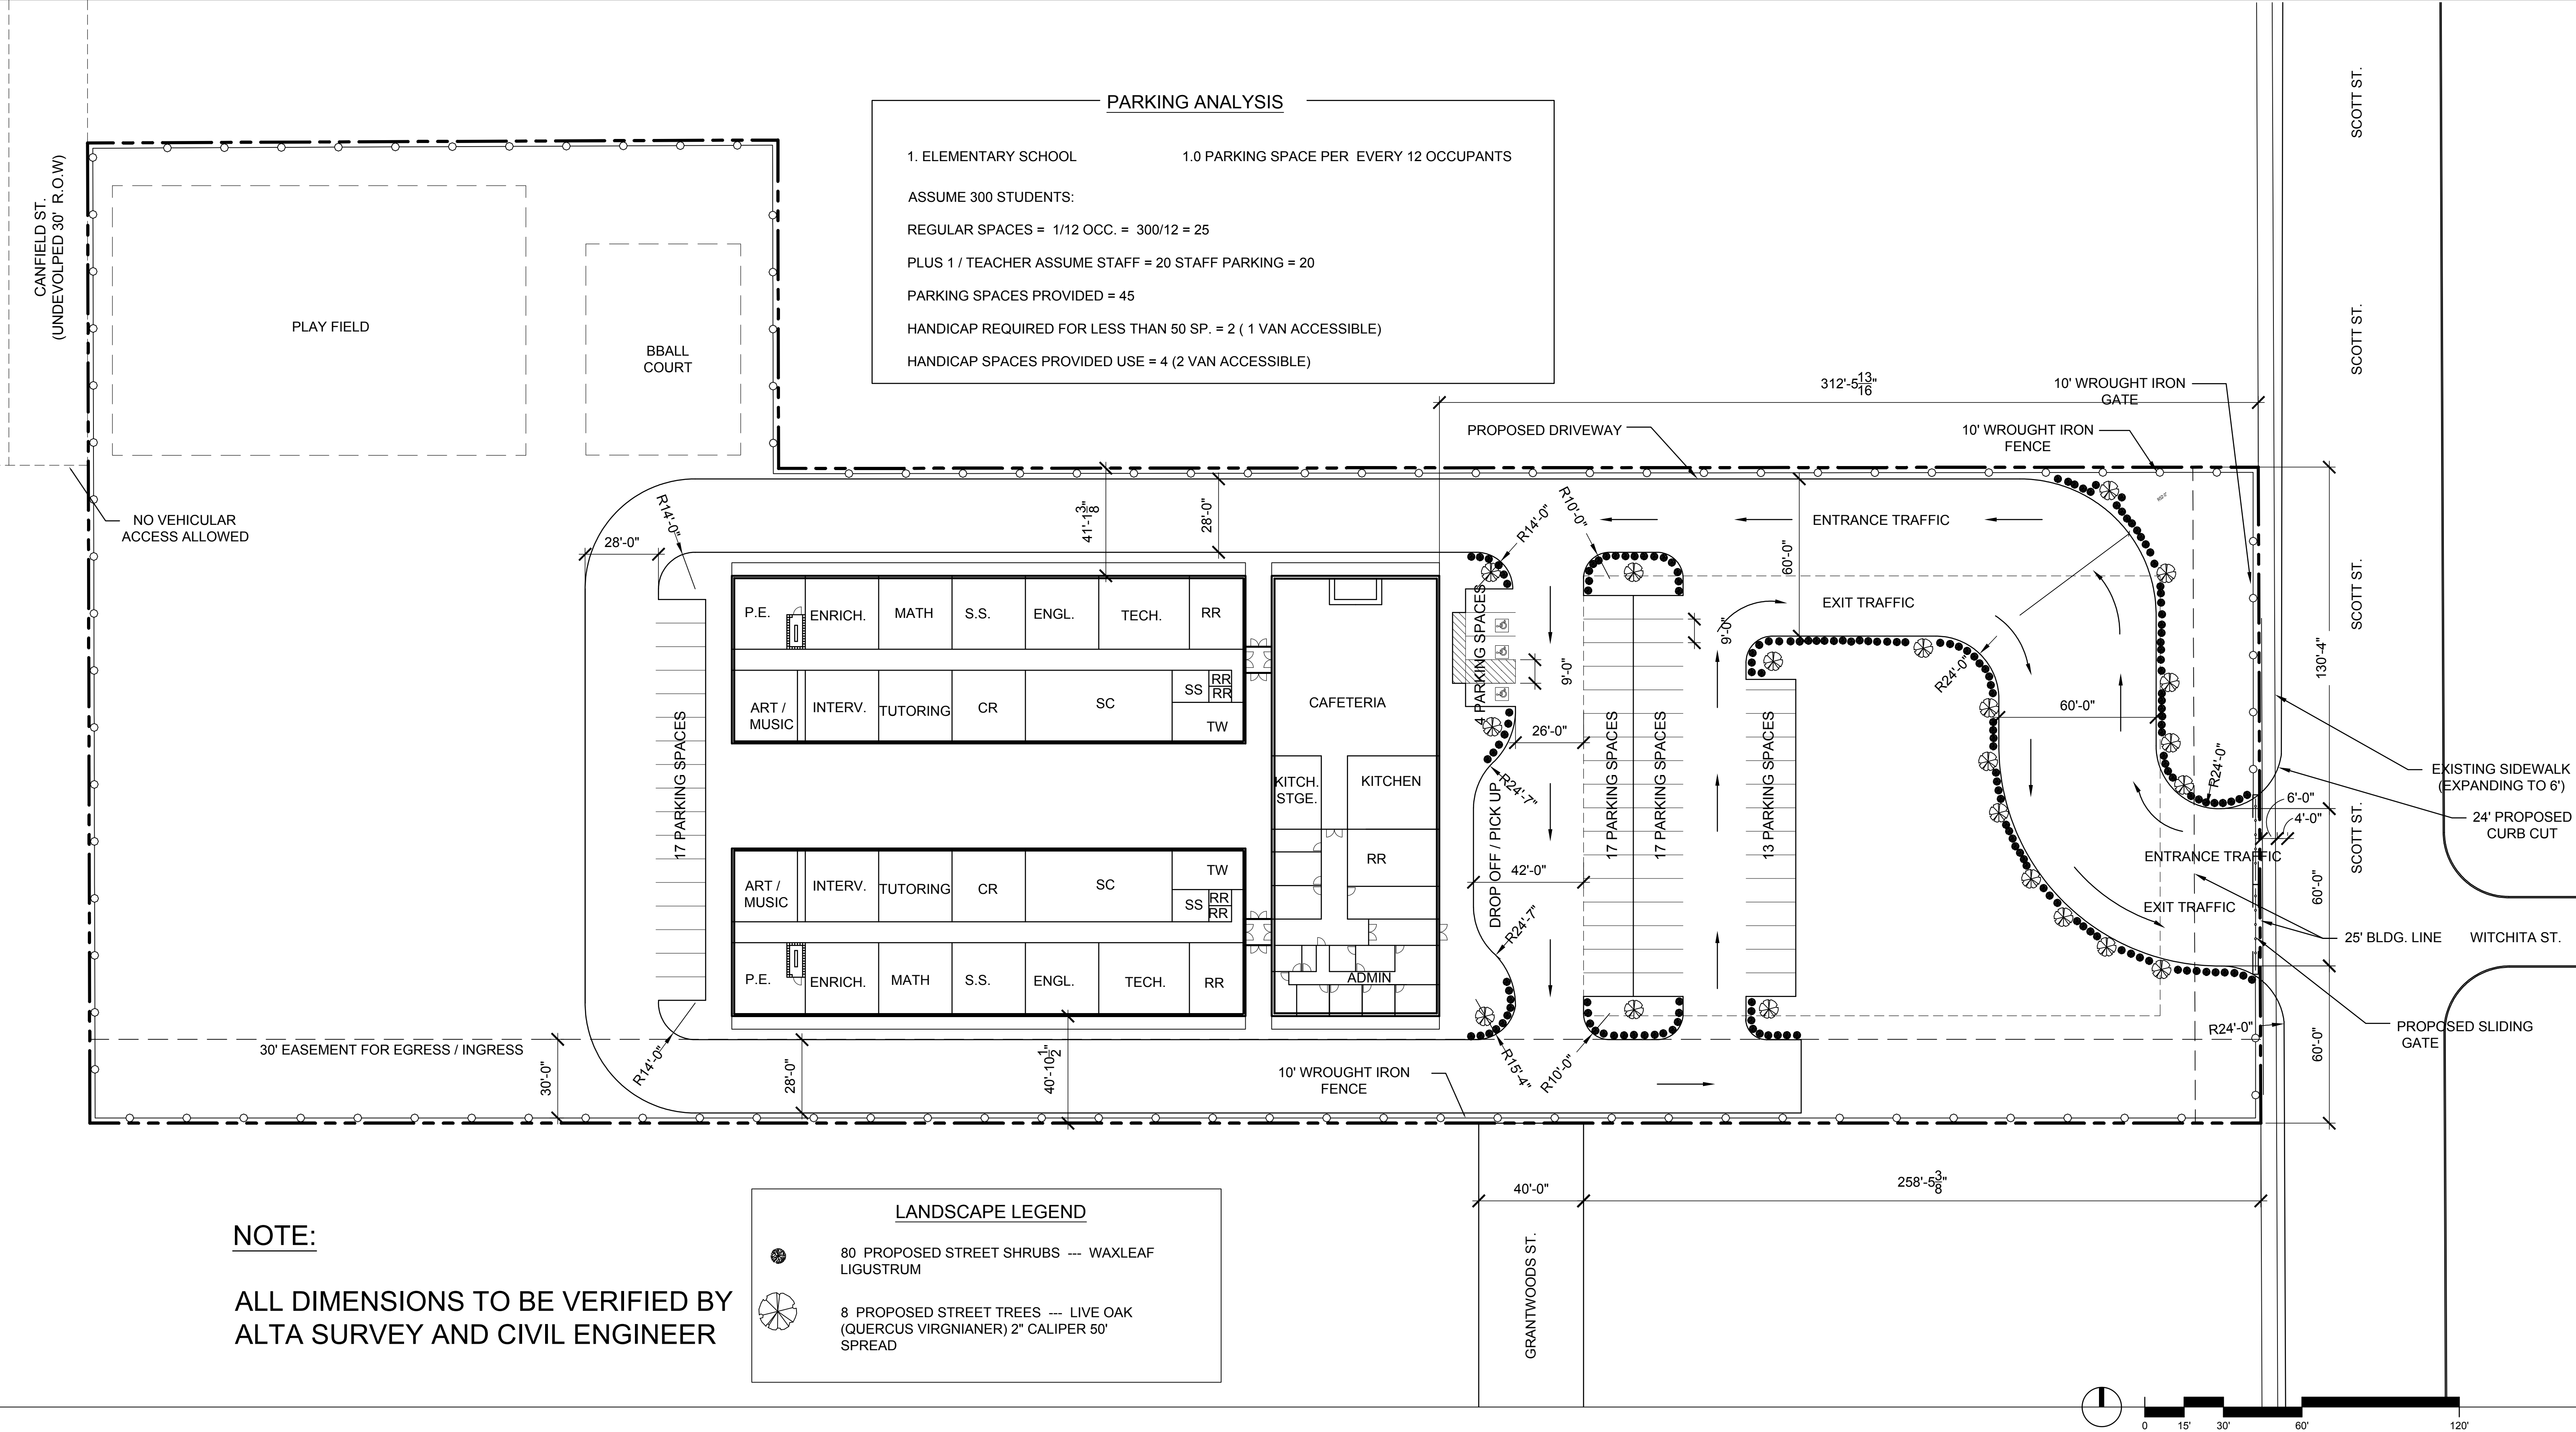 PARKING ANALYSIS
1. ELEMENTARY SCHOOL 1.0 PARKING SPACE PER EVERY 12 OCCUPANTS
ASSUME 300 STUDENTS:
REGULAR SPACES = 1/12 OCC. = 300/12 = 25
PLUS 1 / TEACHER ASSUME STAFF = 20 STAFF PARKING = 20
PARKING SPACES PROVIDED = 45
HANDICAP REQUIRED FOR LESS THAN 50 SP. = 2 ( 1 VAN ACCESSIBLE)
HANDICAP SPACES PROVIDED USE = 4 (2 VAN ACCESSIBLE)
CANFIELD ST.
(UNDEVOLPED 30' R.O.W)
PLAY FIELD
BBALL
COURT
NO VEHICULAR
ACCESS ALLOWED
SCOTT ST.
SCOTT ST.
SCOTT ST.
SCOTT ST.
312'-5 13/16"
10' WROUGHT IRON
GATE
PROPOSED DRIVEWAY
10' WROUGHT IRON
FENCE
28'-0"
R14'-0"
41'-1 3/8"
28'-0"
R14'-0"
R10'-0"
ENTRANCE TRAFFIC
60'-0"
EXIT TRAFFIC
9'-0"
9'-0"
R24'-0"
60'-0"
130'-4"
R24'-0"
P.E.
ENRICH.
MATH
S.S.
ENGL.
TECH.
RR
ART /
MUSIC
INTERV.
TUTORING
CR
SC
SS
RR
RR
TW
CAFETERIA
KITCH.
STGE.
KITCHEN
RR
ADMIN
ART /
MUSIC
INTERV.
TUTORING
CR
SC
TW
SS
RR
RR
P.E.
ENRICH.
MATH
S.S.
ENGL.
TECH.
RR
17 PARKING SPACES
4 PARKING SPACES
26'-0"
R24'-7"
DROP OFF / PICK UP
42'-0"
R24'-7"
17 PARKING SPACES
17 PARKING SPACES
13 PARKING SPACES
EXISTING SIDEWALK
(EXPANDING TO 6')
6'-0"
4'-0"
24' PROPOSED
CURB CUT
ENTRANCE TRAFFIC
60'-0"
EXIT TRAFFIC
25' BLDG. LINE
WITCHITA ST.
R24'-0"
60'-0"
PROPOSED SLIDING
GATE
30' EASEMENT FOR EGRESS / INGRESS
30'-0"
R14'-0"
28'-0"
40'-10 1/2"
10' WROUGHT IRON
FENCE
R15'-4"
R10'-0"
40'-0"
258'-5 3/8"
GRANTWOODS ST.
NOTE:
ALL DIMENSIONS TO BE VERIFIED BY
ALTA SURVEY AND CIVIL ENGINEER
LANDSCAPE LEGEND
80 PROPOSED STREET SHRUBS --- WAXLEAF
LIGUSTRUM
8 PROPOSED STREET TREES --- LIVE OAK
(QUERCUS VIRGNIANER) 2" CALIPER 50'
SPREAD
0 15' 30' 60' 120'